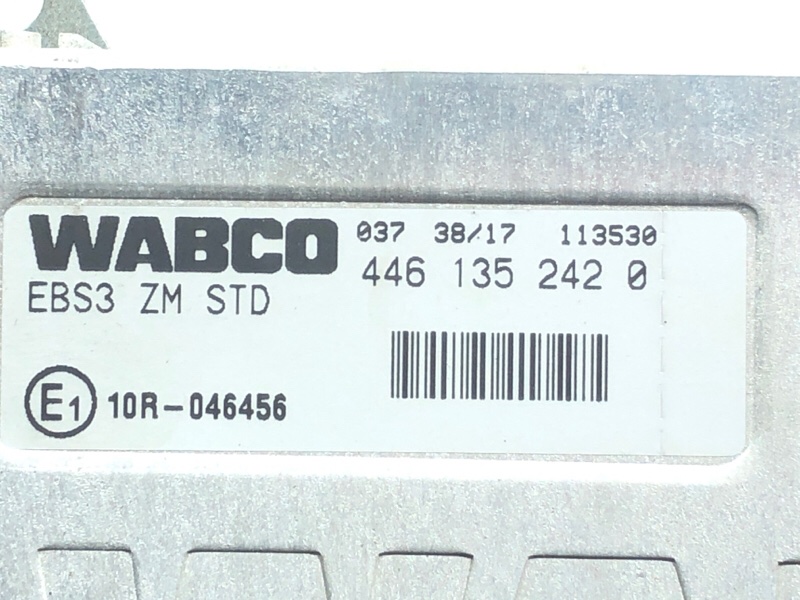 WABCO 037 38/17 113530
446 135 242 0
EBS3 ZM STD
E1 10R-046456